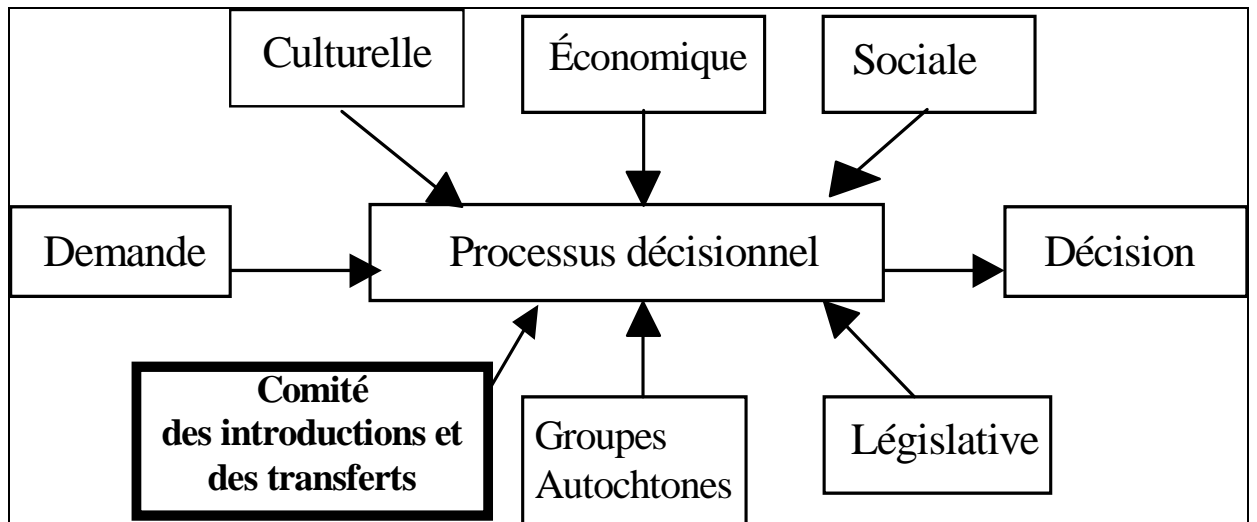 Culturelle
Économique
Sociale
Demande
Processus décisionnel
Décision
Comité
des introductions et
des transferts
Groupes
Autochtones
Législative